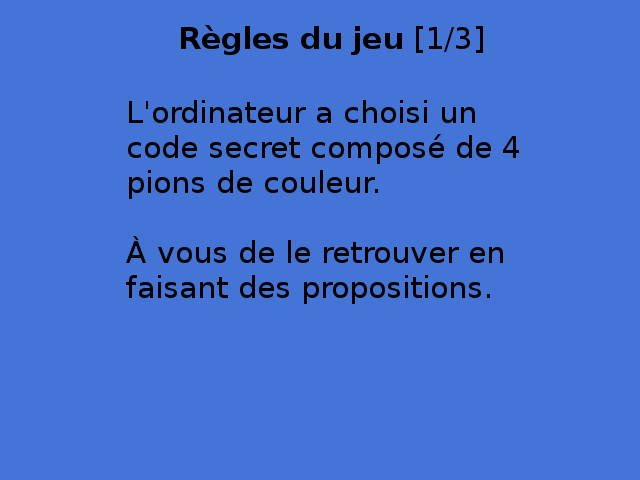 Règles du jeu [1/3]
L'ordinateur a choisi un
code secret composé de 4
pions de couleur.
À vous de le retrouver en
faisant des propositions.